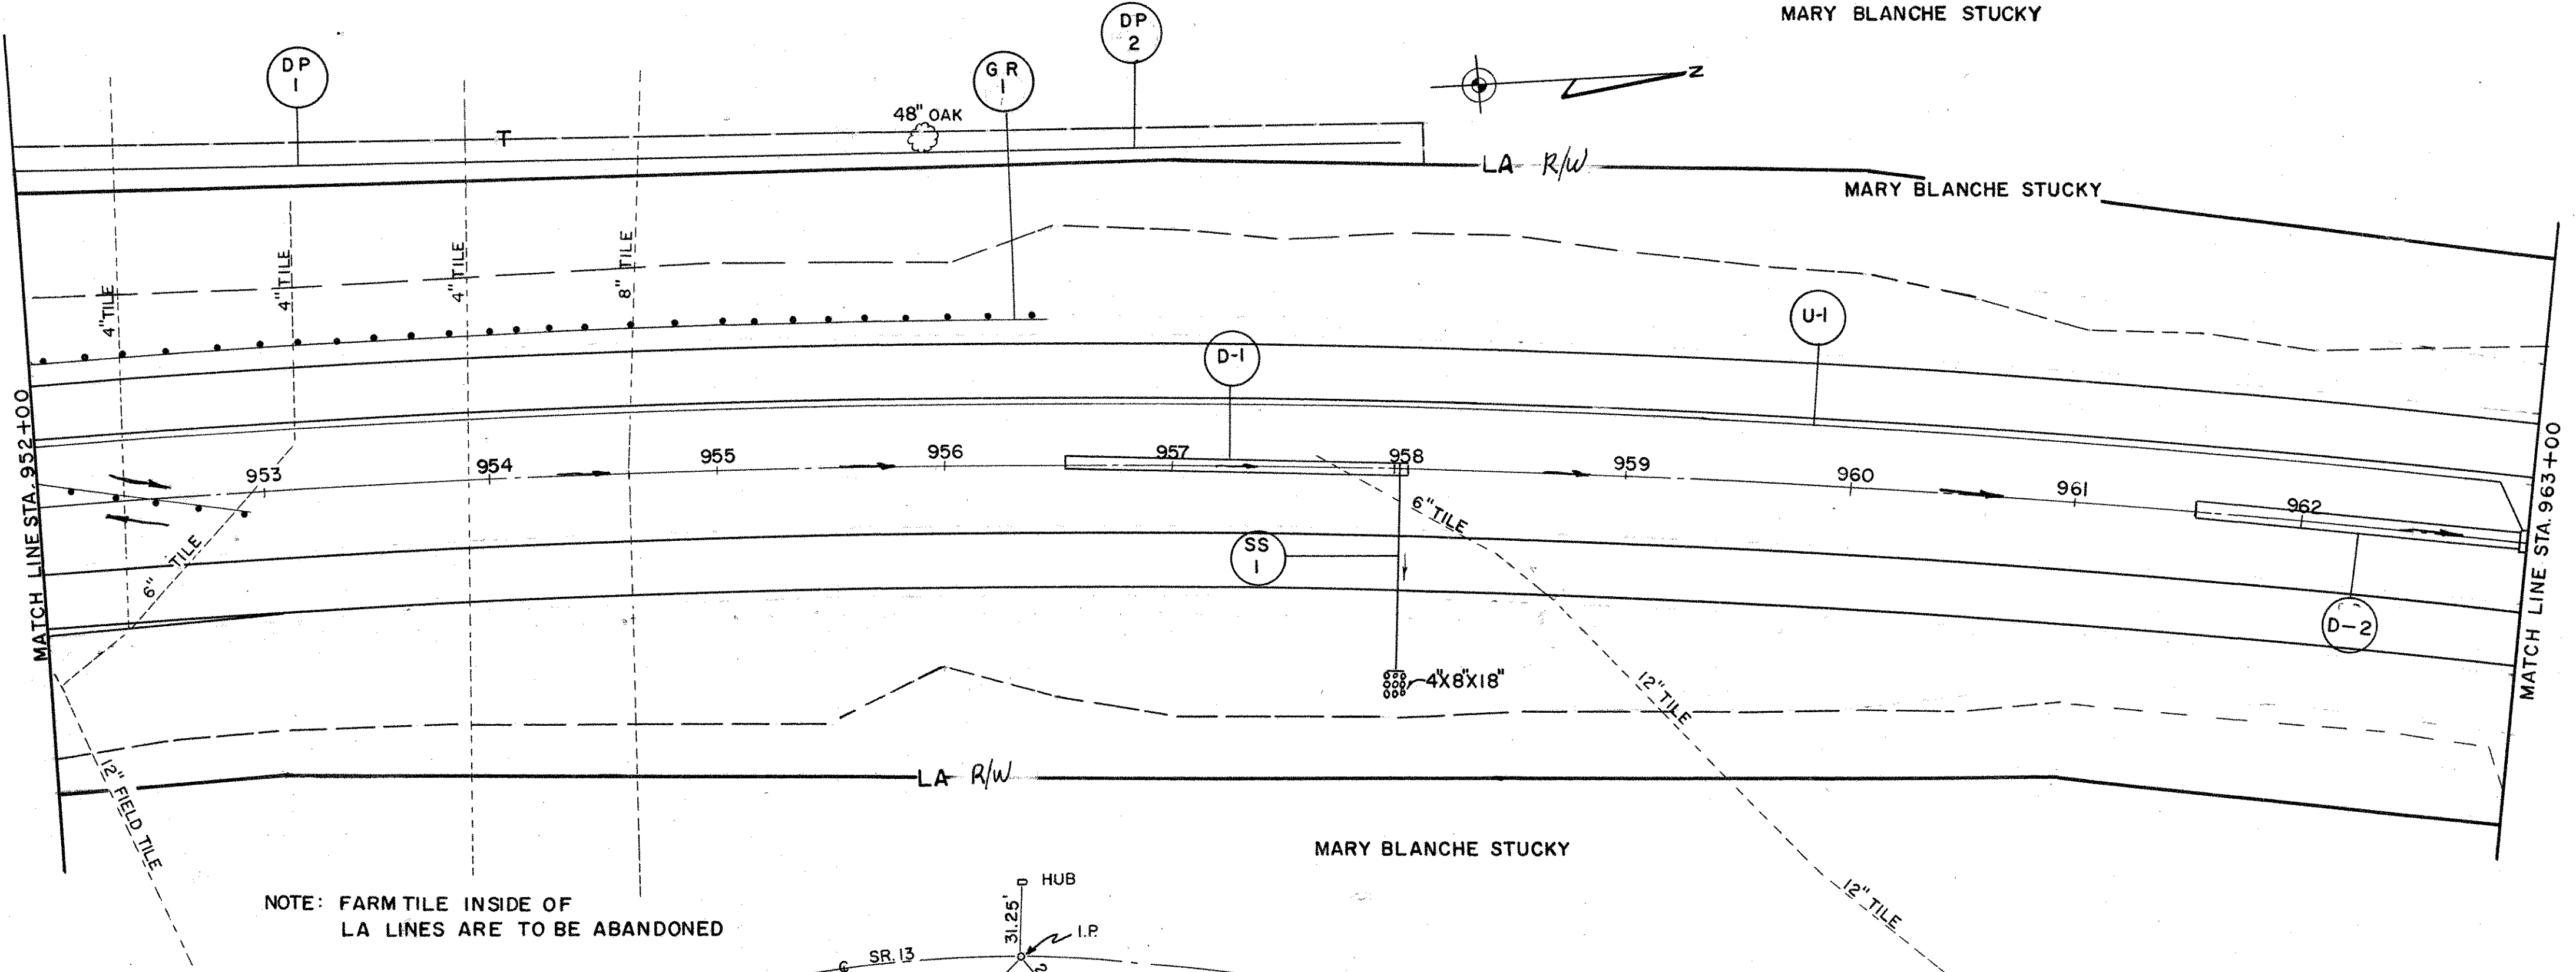 MARY BLANCHE STUCKY
DP
2
DP
1
GR
1
N
48" OAK
T
LA R/W
MARY BLANCHE STUCKY
4" TILE
4" TILE
4" TILE
8" TILE
U-1
D-1
MATCH LINE STA. 952+00
953
954
955
956
957
958
959
960
961
962
MATCH LINE STA. 963+00
6" TILE
6" TILE
SS
1
D-2
4"X8"X18"
12" TILE
12" FIELD TILE
LA R/W
MARY BLANCHE STUCKY
12" TILE
NOTE: FARM TILE INSIDE OF
LA LINES ARE TO BE ABANDONED
HUB
31.25'
I.P.
℄ SR. 13
2